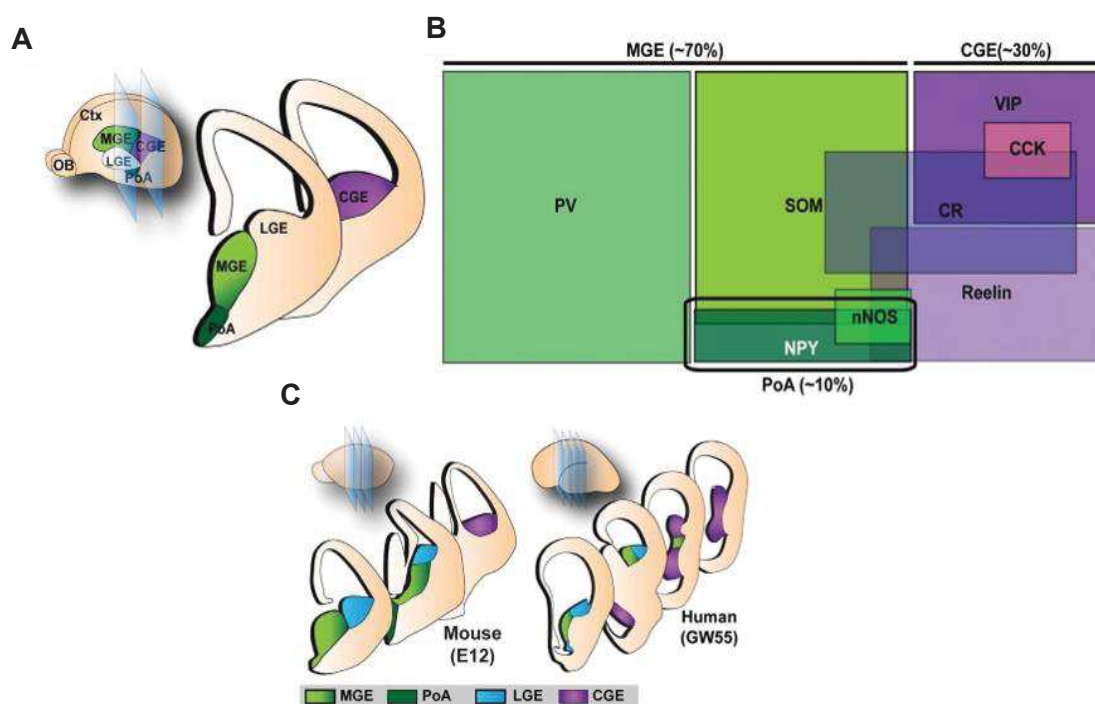 A
Ctx
MGE
CGE
LGE
OB
PoA
CGE
LGE
MGE
PoA
B
MGE (~70%)
CGE(~30%)
VIP
CCK
PV
SOM
CR
Reelin
nNOS
NPY
PoA (~10%)
C
Mouse
(E12)
Human
(GW55)
MGE PoA LGE CGE